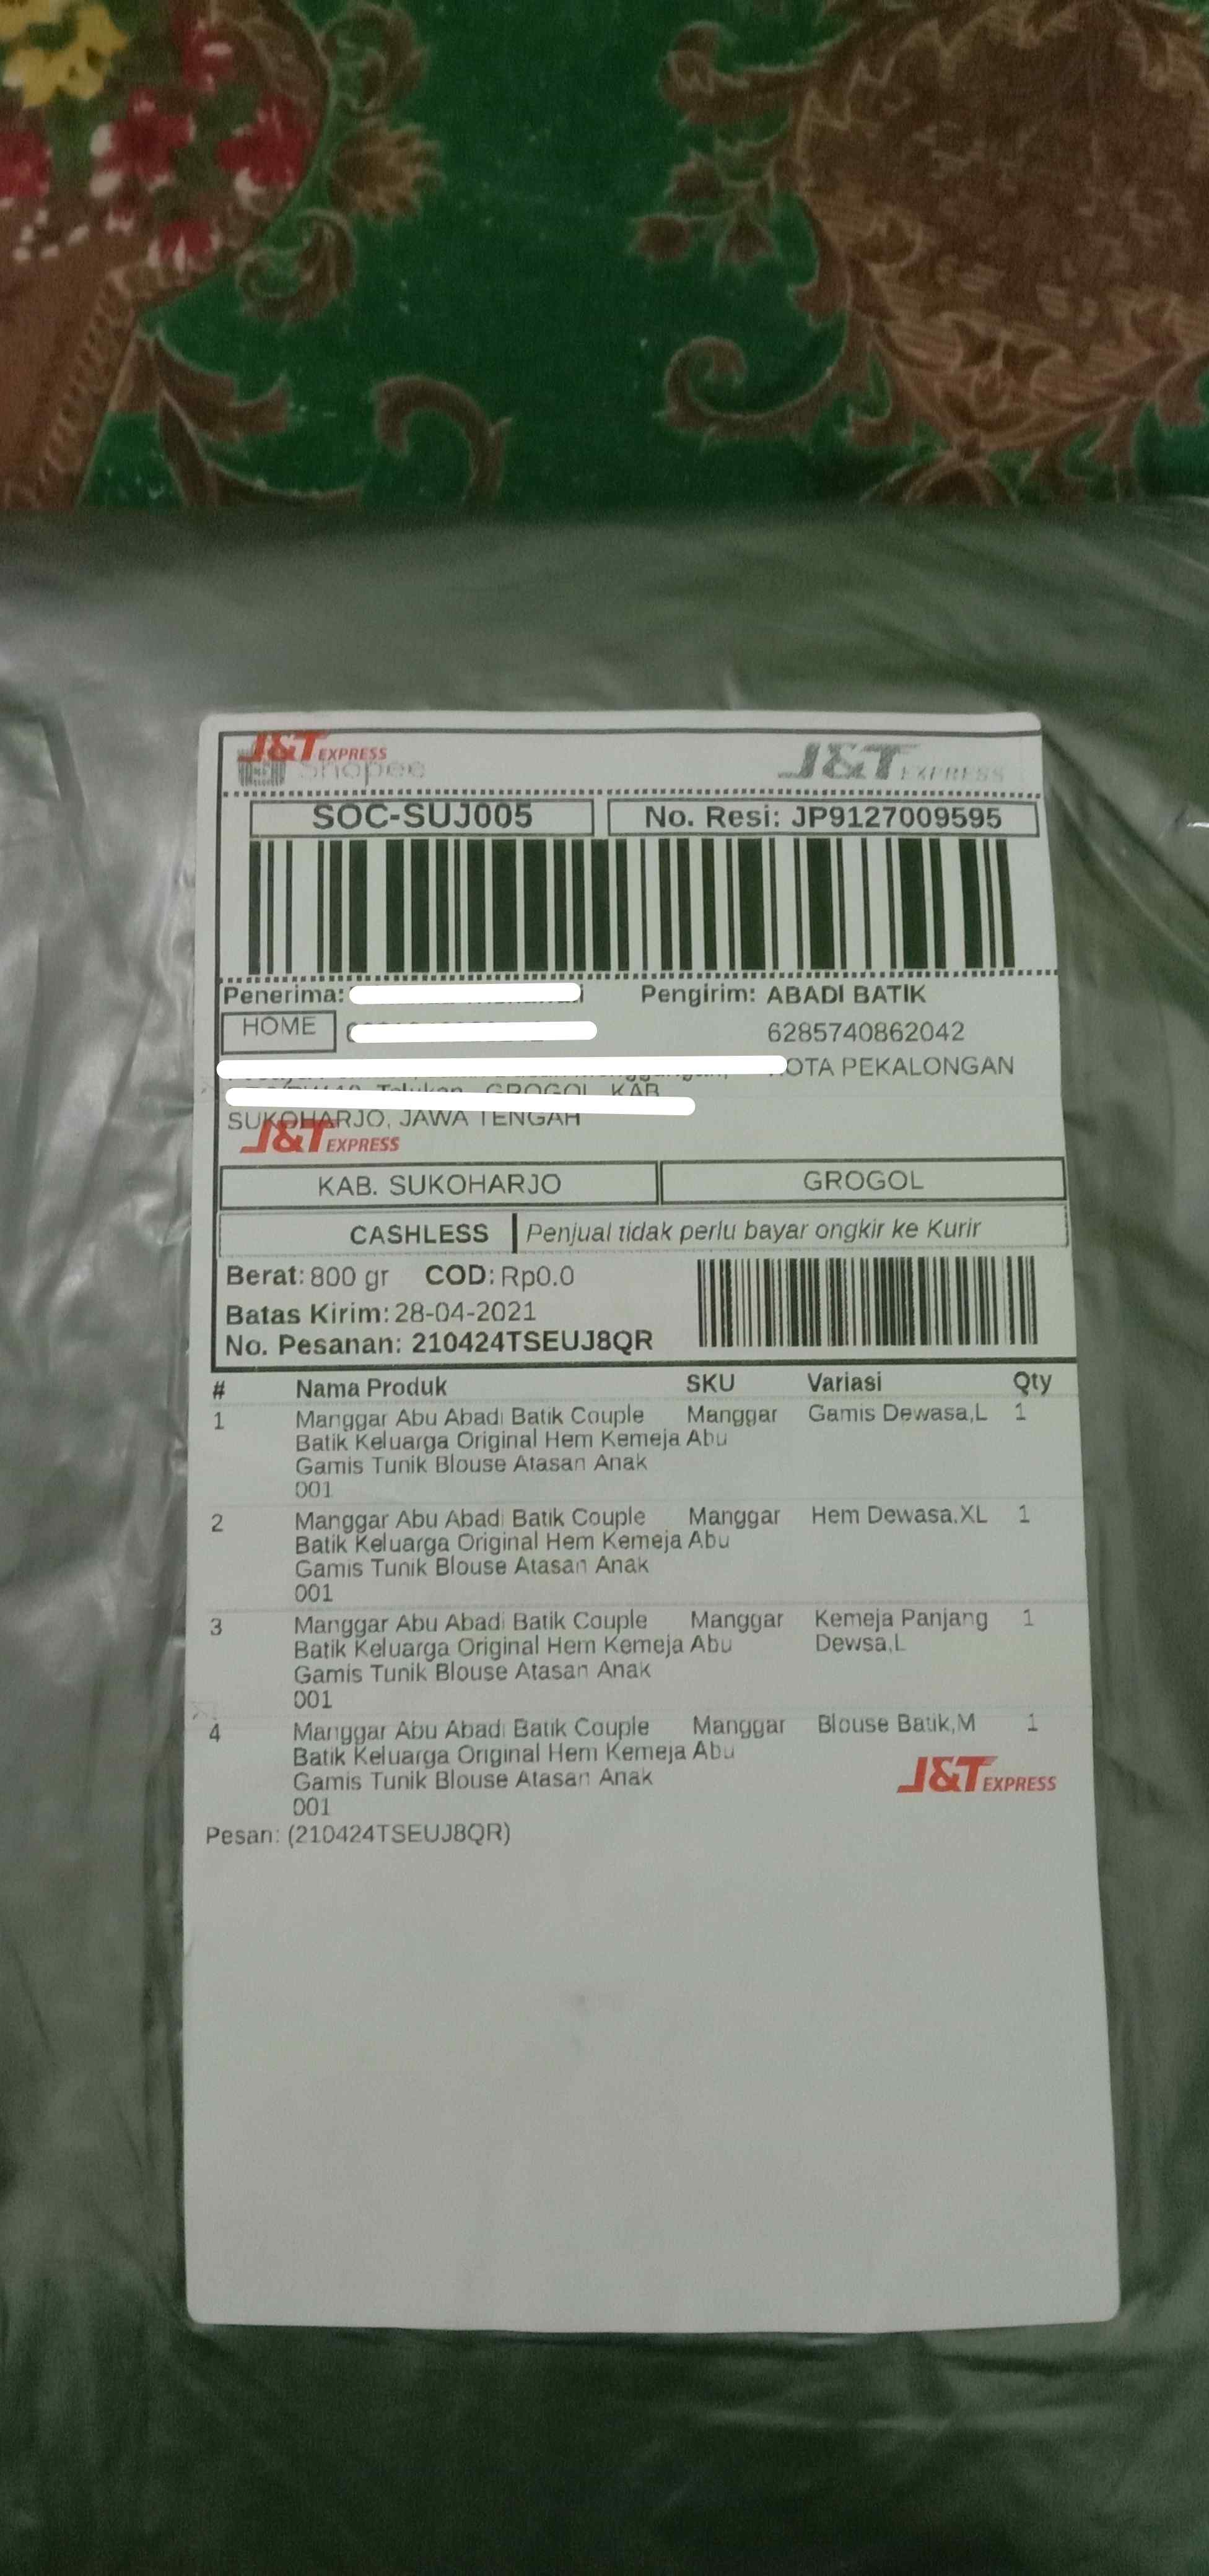 J&T EXPRESS
Shopee
J&T EXPRESS
SOC-SUJ005
No. Resi: JP9127009595
Penerima:
Pengirim: ABADI BATIK
HOME
6285740862042
OTA PEKALONGAN
GROGOL, KAB.
SUKOHARJO, JAWA TENGAH
J&T EXPRESS
KAB. SUKOHARJO
GROGOL
CASHLESS
Penjual tidak perlu bayar ongkir ke Kurir
Berat: 800 gr COD: Rp0.0
Batas Kirim: 28-04-2021
No. Pesanan: 210424TSEUJ8QR
# Nama Produk SKU Variasi Qty
1 Manggar Abu Abadi Batik Couple Manggar Gamis Dewasa,L 1
Batik Keluarga Original Hem Kemeja Abu
Gamis Tunik Blouse Atasan Anak
001
2 Manggar Abu Abadi Batik Couple Manggar Hem Dewasa,XL 1
Batik Keluarga Original Hem Kemeja Abu
Gamis Tunik Blouse Atasan Anak
001
3 Manggar Abu Abadi Batik Couple Manggar Kemeja Panjang 1
Batik Keluarga Original Hem Kemeja Abu Dewsa,L
Gamis Tunik Blouse Atasan Anak
001
4 Manggar Abu Abadi Batik Couple Manggar Blouse Batik,M 1
Batik Keluarga Original Hem Kemeja Abu
Gamis Tunik Blouse Atasan Anak
J&T EXPRESS
001
Pesan: (210424TSEUJ8QR)